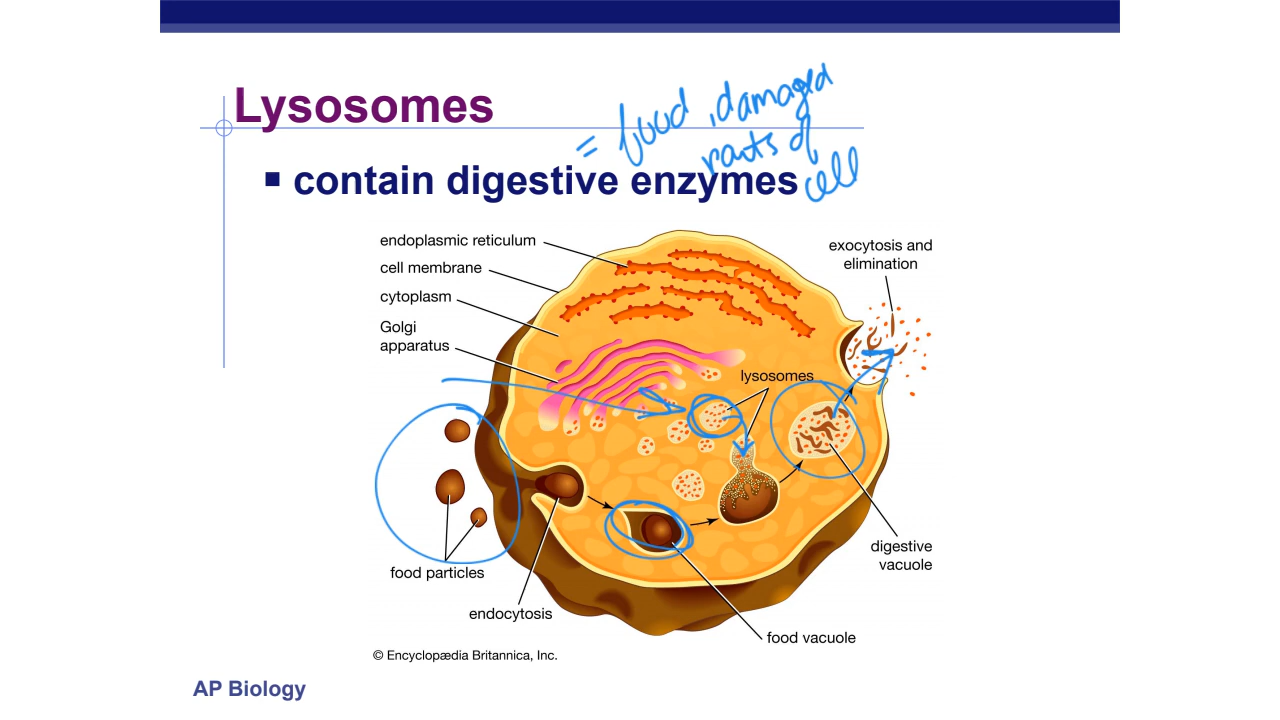 Lysosomes
= food, damaged
parts of
cell
■ contain digestive enzymes
endoplasmic reticulum
cell membrane
cytoplasm
Golgi
apparatus
exocytosis and
elimination
lysosomes
food particles
endocytosis
digestive
vacuole
food vacuole
© Encyclopædia Britannica, Inc.
AP Biology